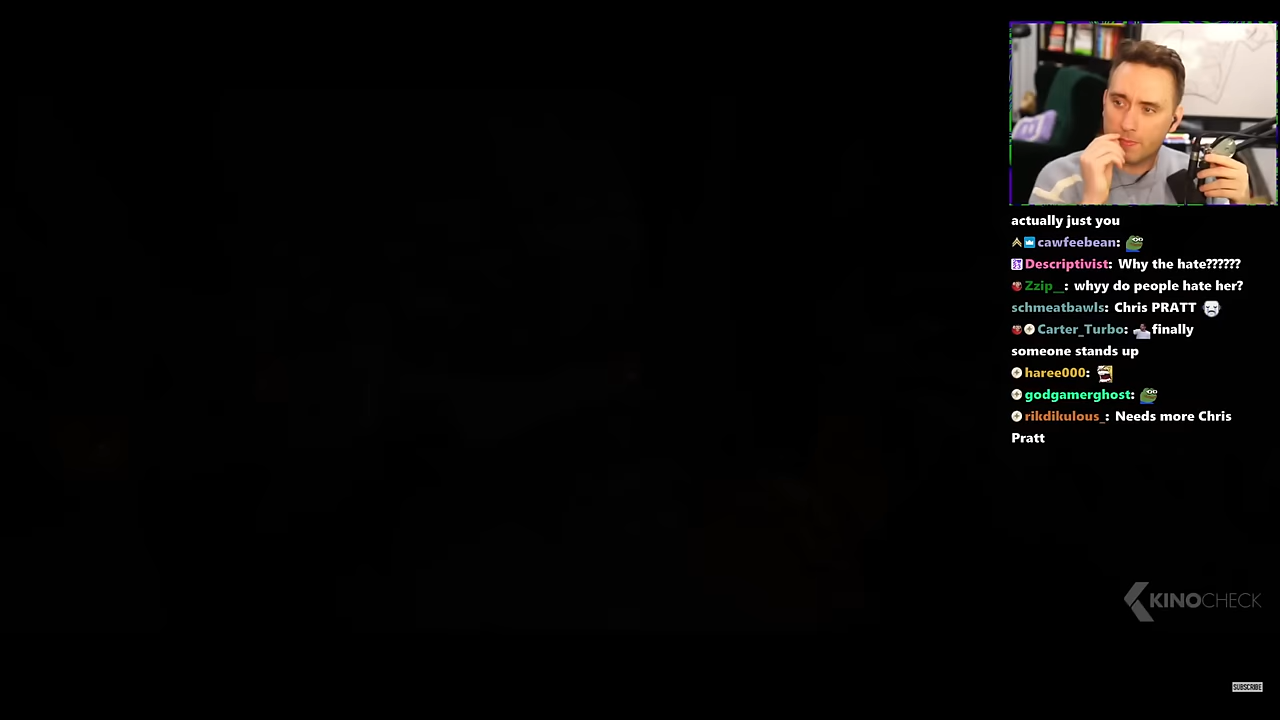 actually just you
cawfeebean:
Descriptivist: Why the hate??????
Zzip__: whyy do people hate her?
schmeatbawls: Chris PRATT
Carter_Turbo: finally
someone stands up
haree000:
godgamerghost:
rikdikulous_: Needs more Chris
Pratt
KINOCHECK
SUBSCRIBE